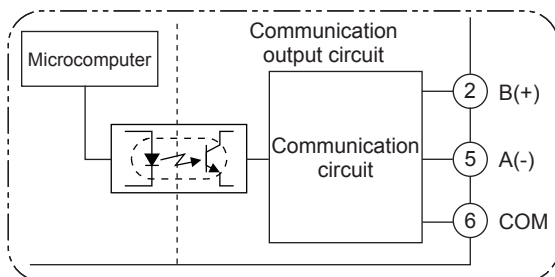 Communication
output circuit
Microcomputer
Communication
circuit
2 B(+)
5 A(-)
6 COM